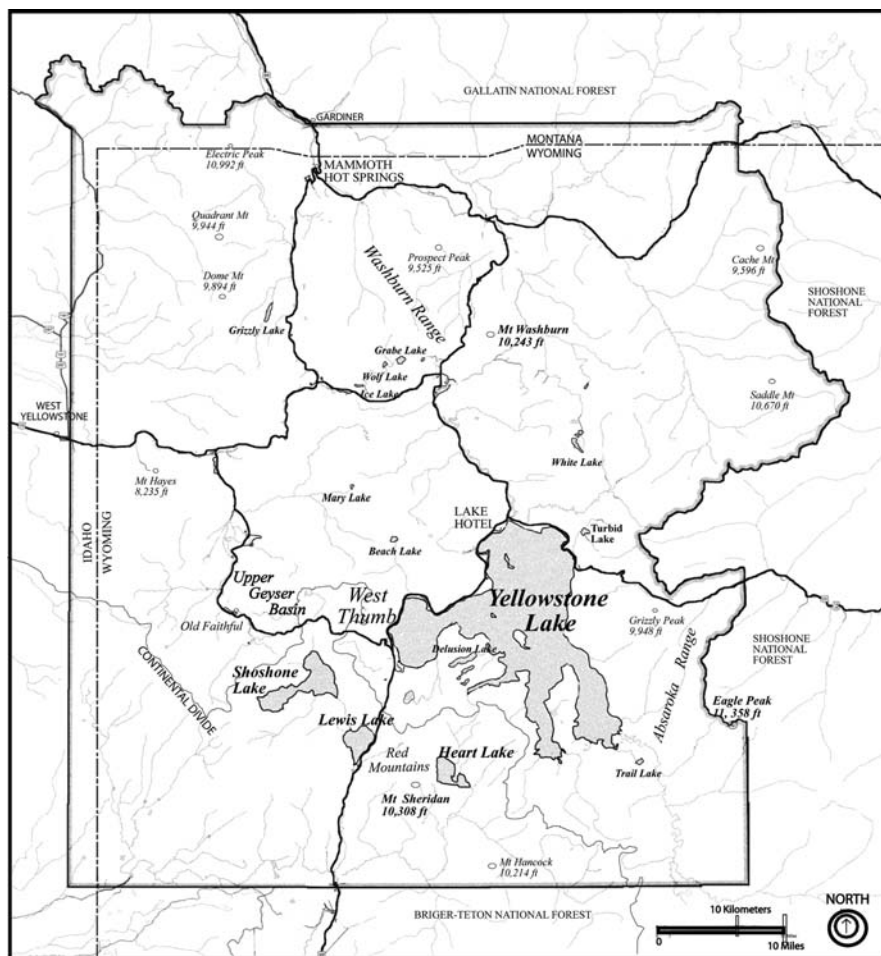 GALLATIN NATIONAL FOREST
GARDINER
MONTANA
WYOMING
Electric Peak
10,992 ft
MAMMOTH
HOT SPRINGS
Quadrant Mt
9,944 ft
Prospect Peak
9,525 ft
Cache Mt
9,596 ft
Dome Mt
9,894 ft
Washburn Range
SHOSHONE
NATIONAL
FOREST
Grizzly Lake
Mt Washburn
10,243 ft
Grabe Lake
Wolf Lake
Ice Lake
Saddle Mt
10,670 ft
WEST
YELLOWSTONE
White Lake
Mt Hayes
8,235 ft
Mary Lake
LAKE
HOTEL
Turbid
Lake
IDAHO
WYOMING
Beach Lake
Upper
Geyser
Basin
West
Thumb
Yellowstone
Lake
Old Faithful
Grizzly Peak
9,948 ft
SHOSHONE
NATIONAL
FOREST
Delusion Lake
CONTINENTAL DIVIDE
Shoshone
Lake
Absaroka Range
Eagle Peak
11, 358 ft
Lewis Lake
Red
Mountains
Heart Lake
Trail Lake
Mt Sheridan
10,308 ft
Mt Hancock
10,214 ft
BRIGER-TETON NATIONAL FOREST
10 Kilometers
0
10 Miles
NORTH